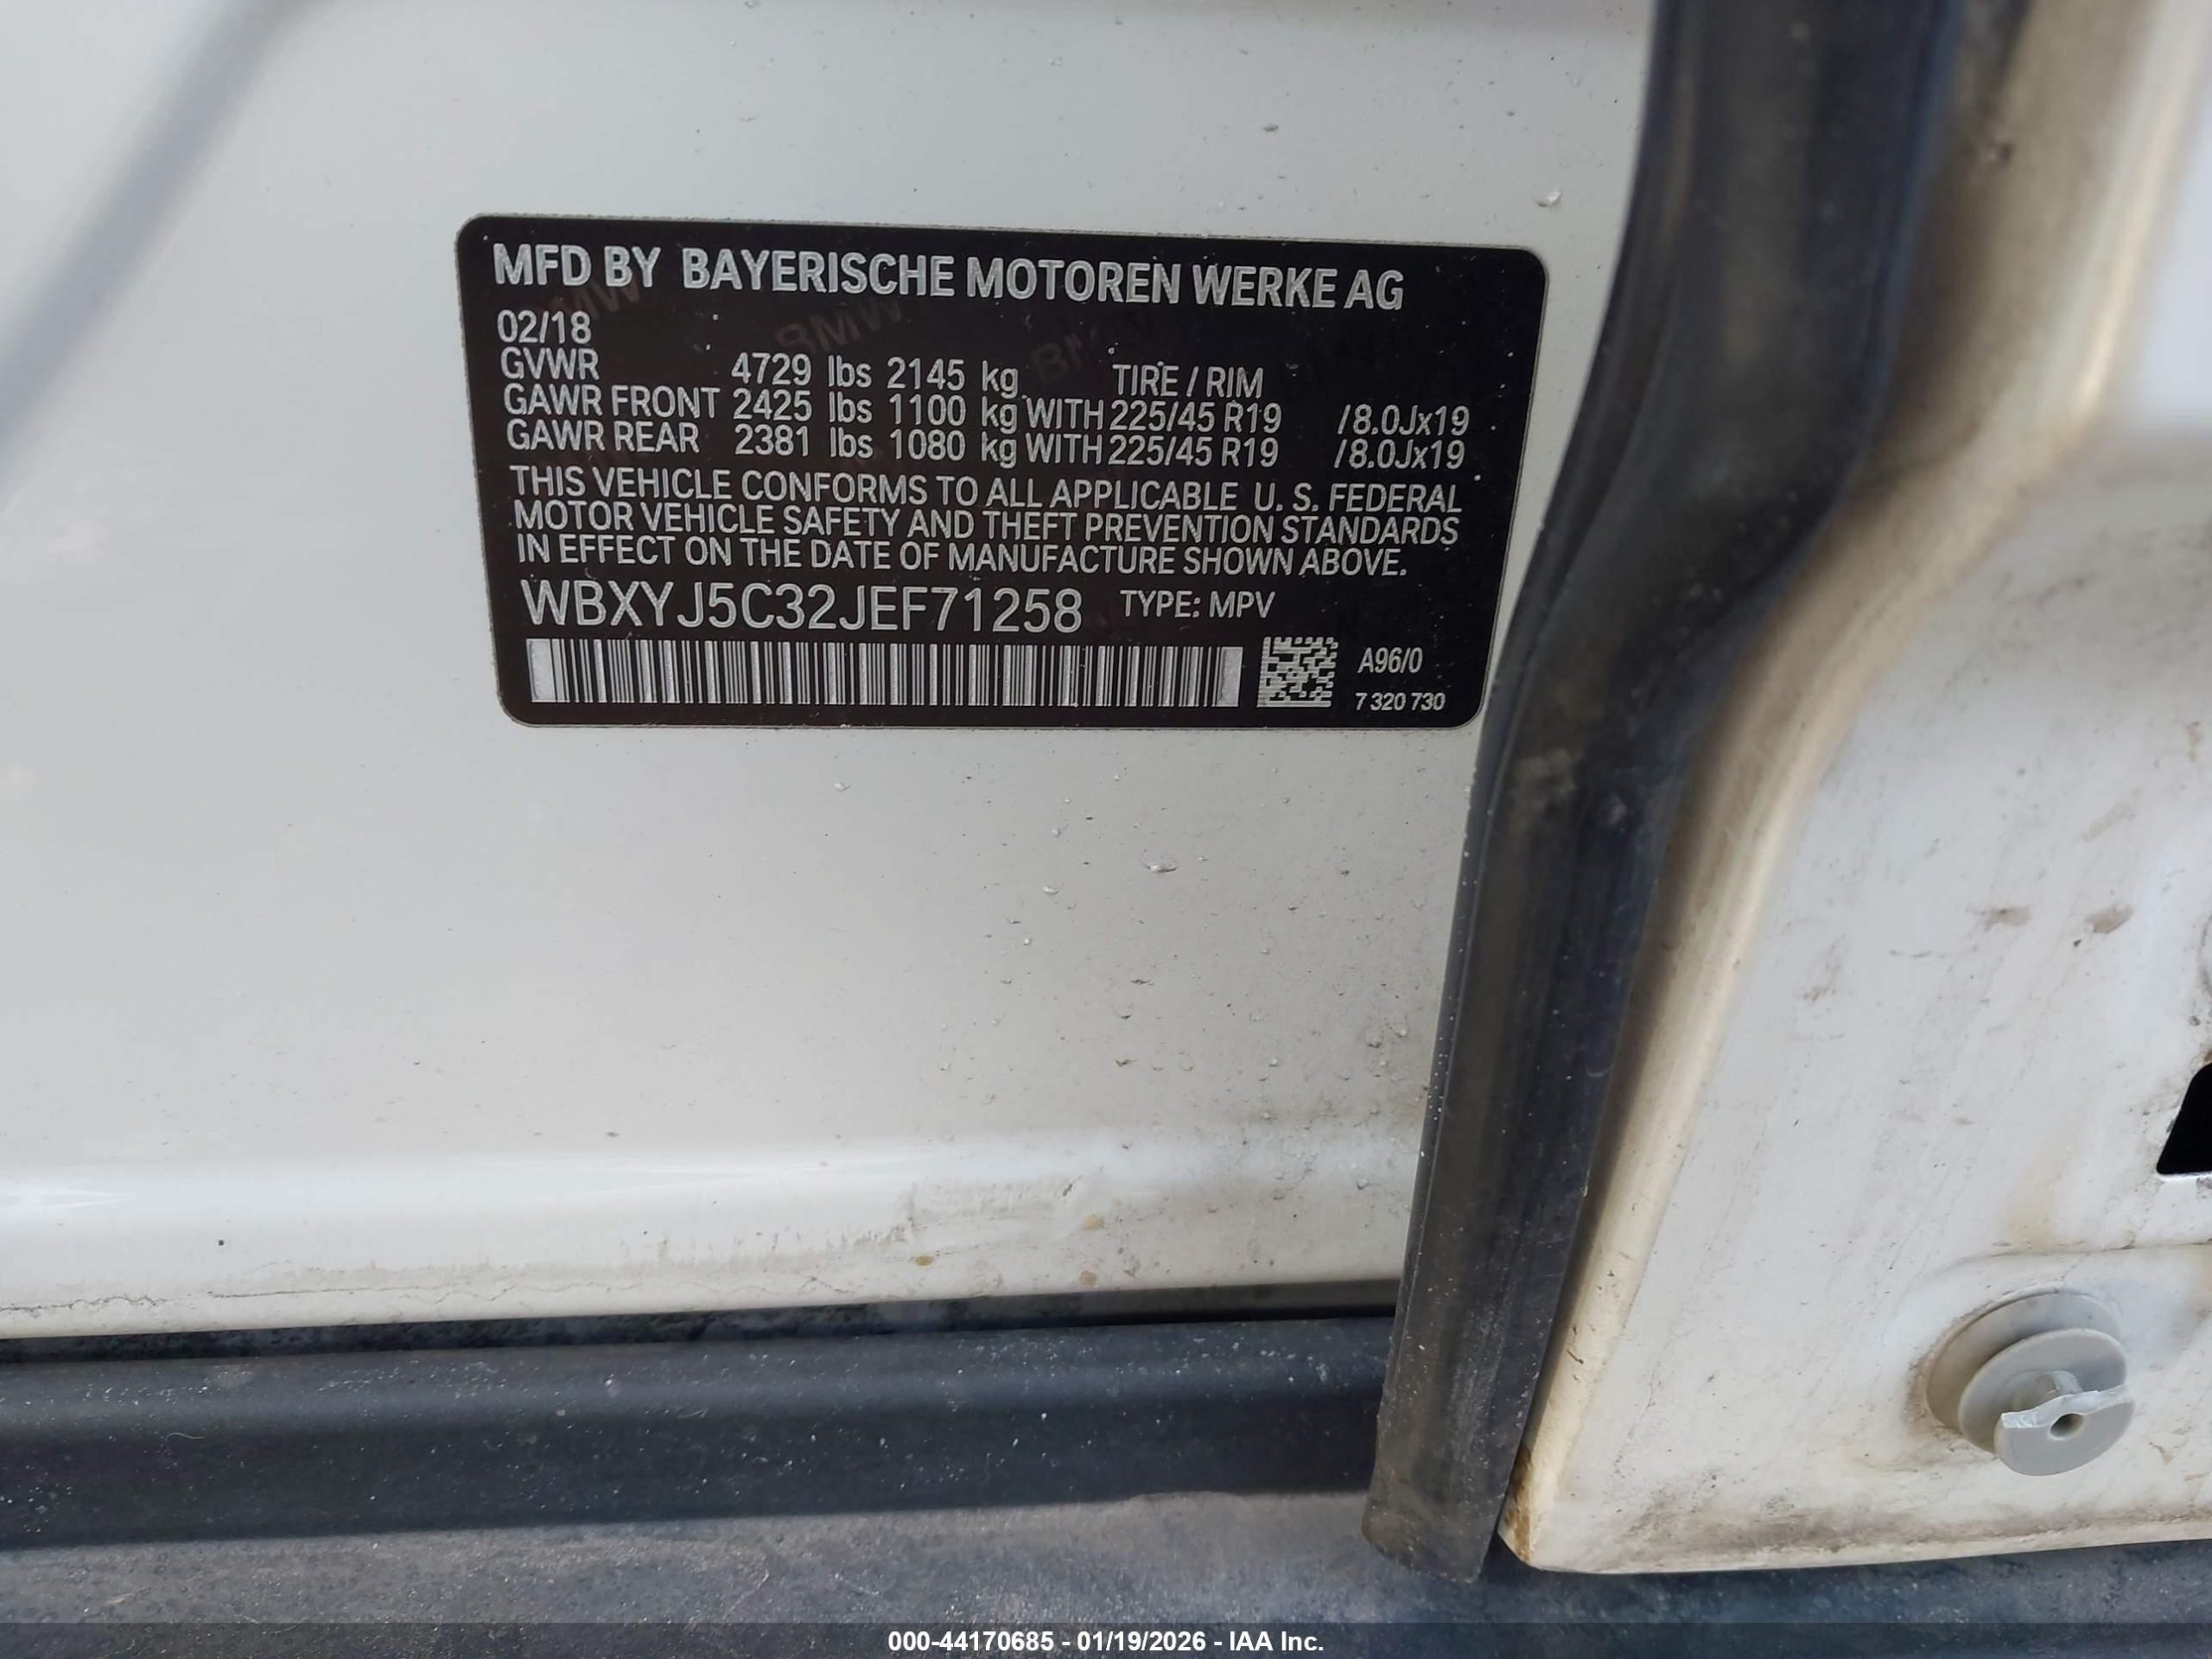 MFD BY BAYERISCHE MOTOREN WERKE AG
02/18
GVWR 4729 lbs 2145 kg TIRE / RIM
GAWR FRONT 2425 lbs 1100 kg WITH 225/45 R19 /8.0Jx19
GAWR REAR 2381 lbs 1080 kg WITH 225/45 R19 /8.0Jx19
THIS VEHICLE CONFORMS TO ALL APPLICABLE U. S. FEDERAL
MOTOR VEHICLE SAFETY AND THEFT PREVENTION STANDARDS
IN EFFECT ON THE DATE OF MANUFACTURE SHOWN ABOVE.
WBXYJ5C32JEF71258 TYPE: MPV
A96/0
7 320 730
000-44170685 - 01/19/2026 - IAA Inc.